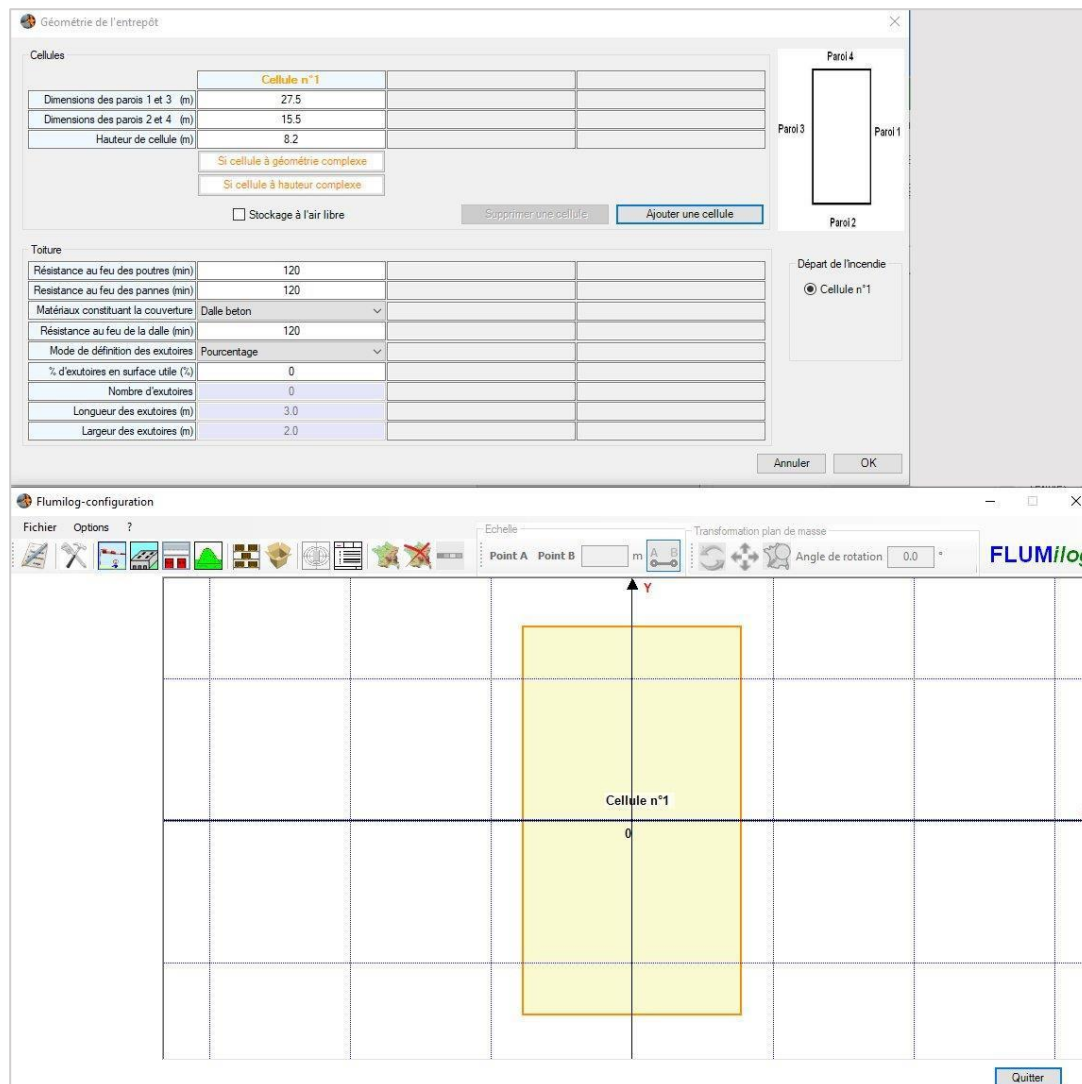 Géométrie de l'entrepôt
Cellules
Cellule n°1
Dimensions des parois 1 et 3 (m) 27.5
Dimensions des parois 2 et 4 (m) 15.5
Hauteur de cellule (m) 8.2
Si cellule à géométrie complexe
Si cellule à hauteur complexe
Stockage à l'air libre
Supprimer une cellule
Ajouter une cellule
Paroi 4
Paroi 3
Paroi 1
Paroi 2
Toiture
Résistance au feu des poutres (min) 120
Resistance au feu des pannes (min) 120
Matériaux constituant la couverture Dalle beton
Résistance au feu de la dalle (min) 120
Mode de définition des exutoires Pourcentage
% d'exutoires en surface utile (%) 0
Nombre d'exutoires 0
Longueur des exutoires (m) 3.0
Largeur des exutoires (m) 2.0
Départ de l'incendie
Cellule n°1
Annuler OK
Flumilog-configuration
Fichier Options ?
Echelle
Point A Point B m A B
Transfomation plan de masse
Angle de rotation 0.0 °
FLUMilog
Y
Cellule n°1
0
Quitter